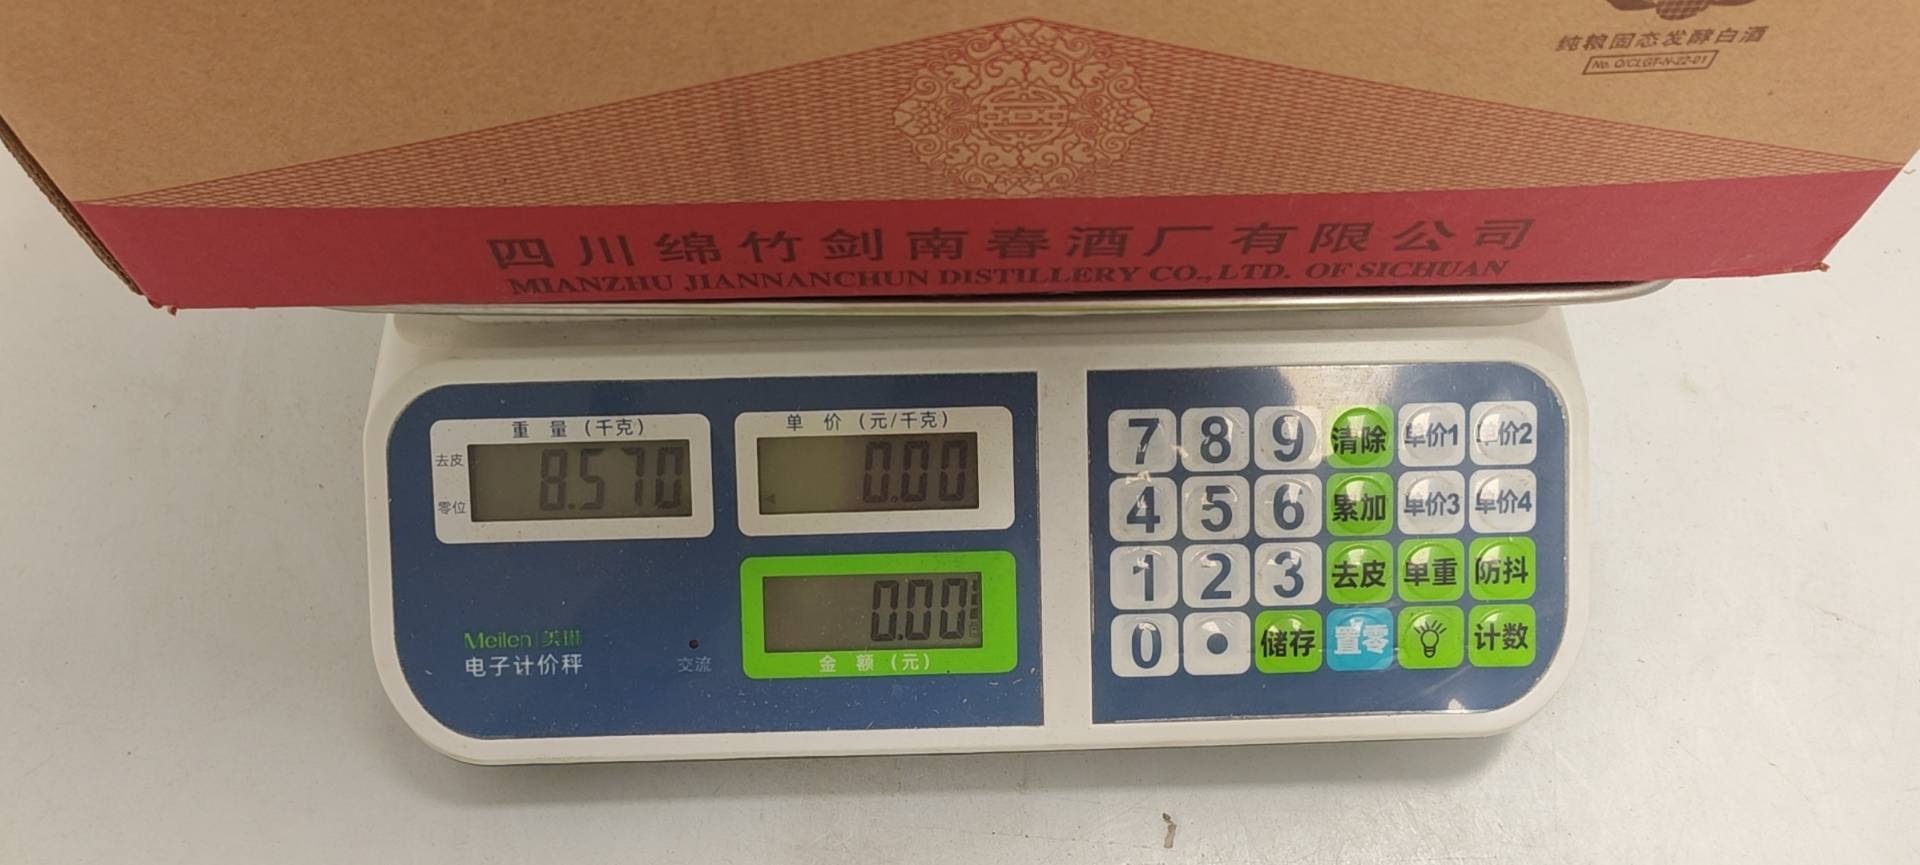 纯粮固态发酵白酒
No. Q/CLGT-N-22-01
四川绵竹剑南春酒厂有限公司
MIANZHU JIANNANCHUN DISTILLERY CO., LTD. OF SICHUAN
重量(千克)
单价(元/千克)
去皮
8.570
0.00
零位
0.00
金额(元)
Meilen 美琳
电子计价秤
交流
7 8 9 清除 单价1 单价2
4 5 6 累加 单价3 单价4
1 2 3 去皮 单重 防抖
0 • 储存 置零 计数